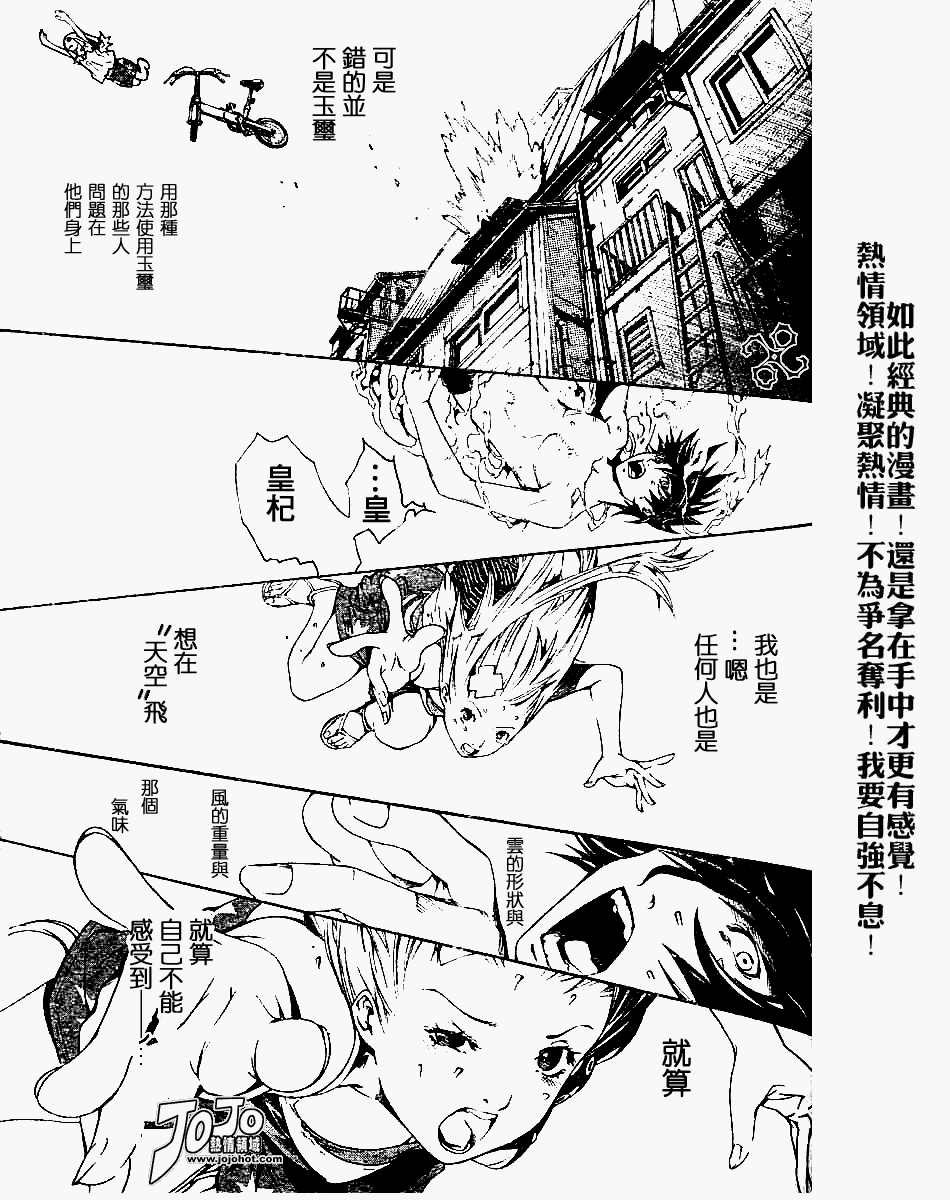 可是
錯的並
不是玉璽
用那種
方法使用玉璽
的那些人
問題在
他們身上
…皇
皇杞
我也是
…嗯
任何人也是
想在
〝天空〞飛
雲的形狀與
風的重量與
那個
氣味
就算
就算
自己不能
感受到——……
如此經典的漫畫！還是拿在手中才更有感覺！
熱情領域！凝聚熱情！不為爭名奪利！我要自強不息！
JOJO
熱情領域
www.jojohot.com